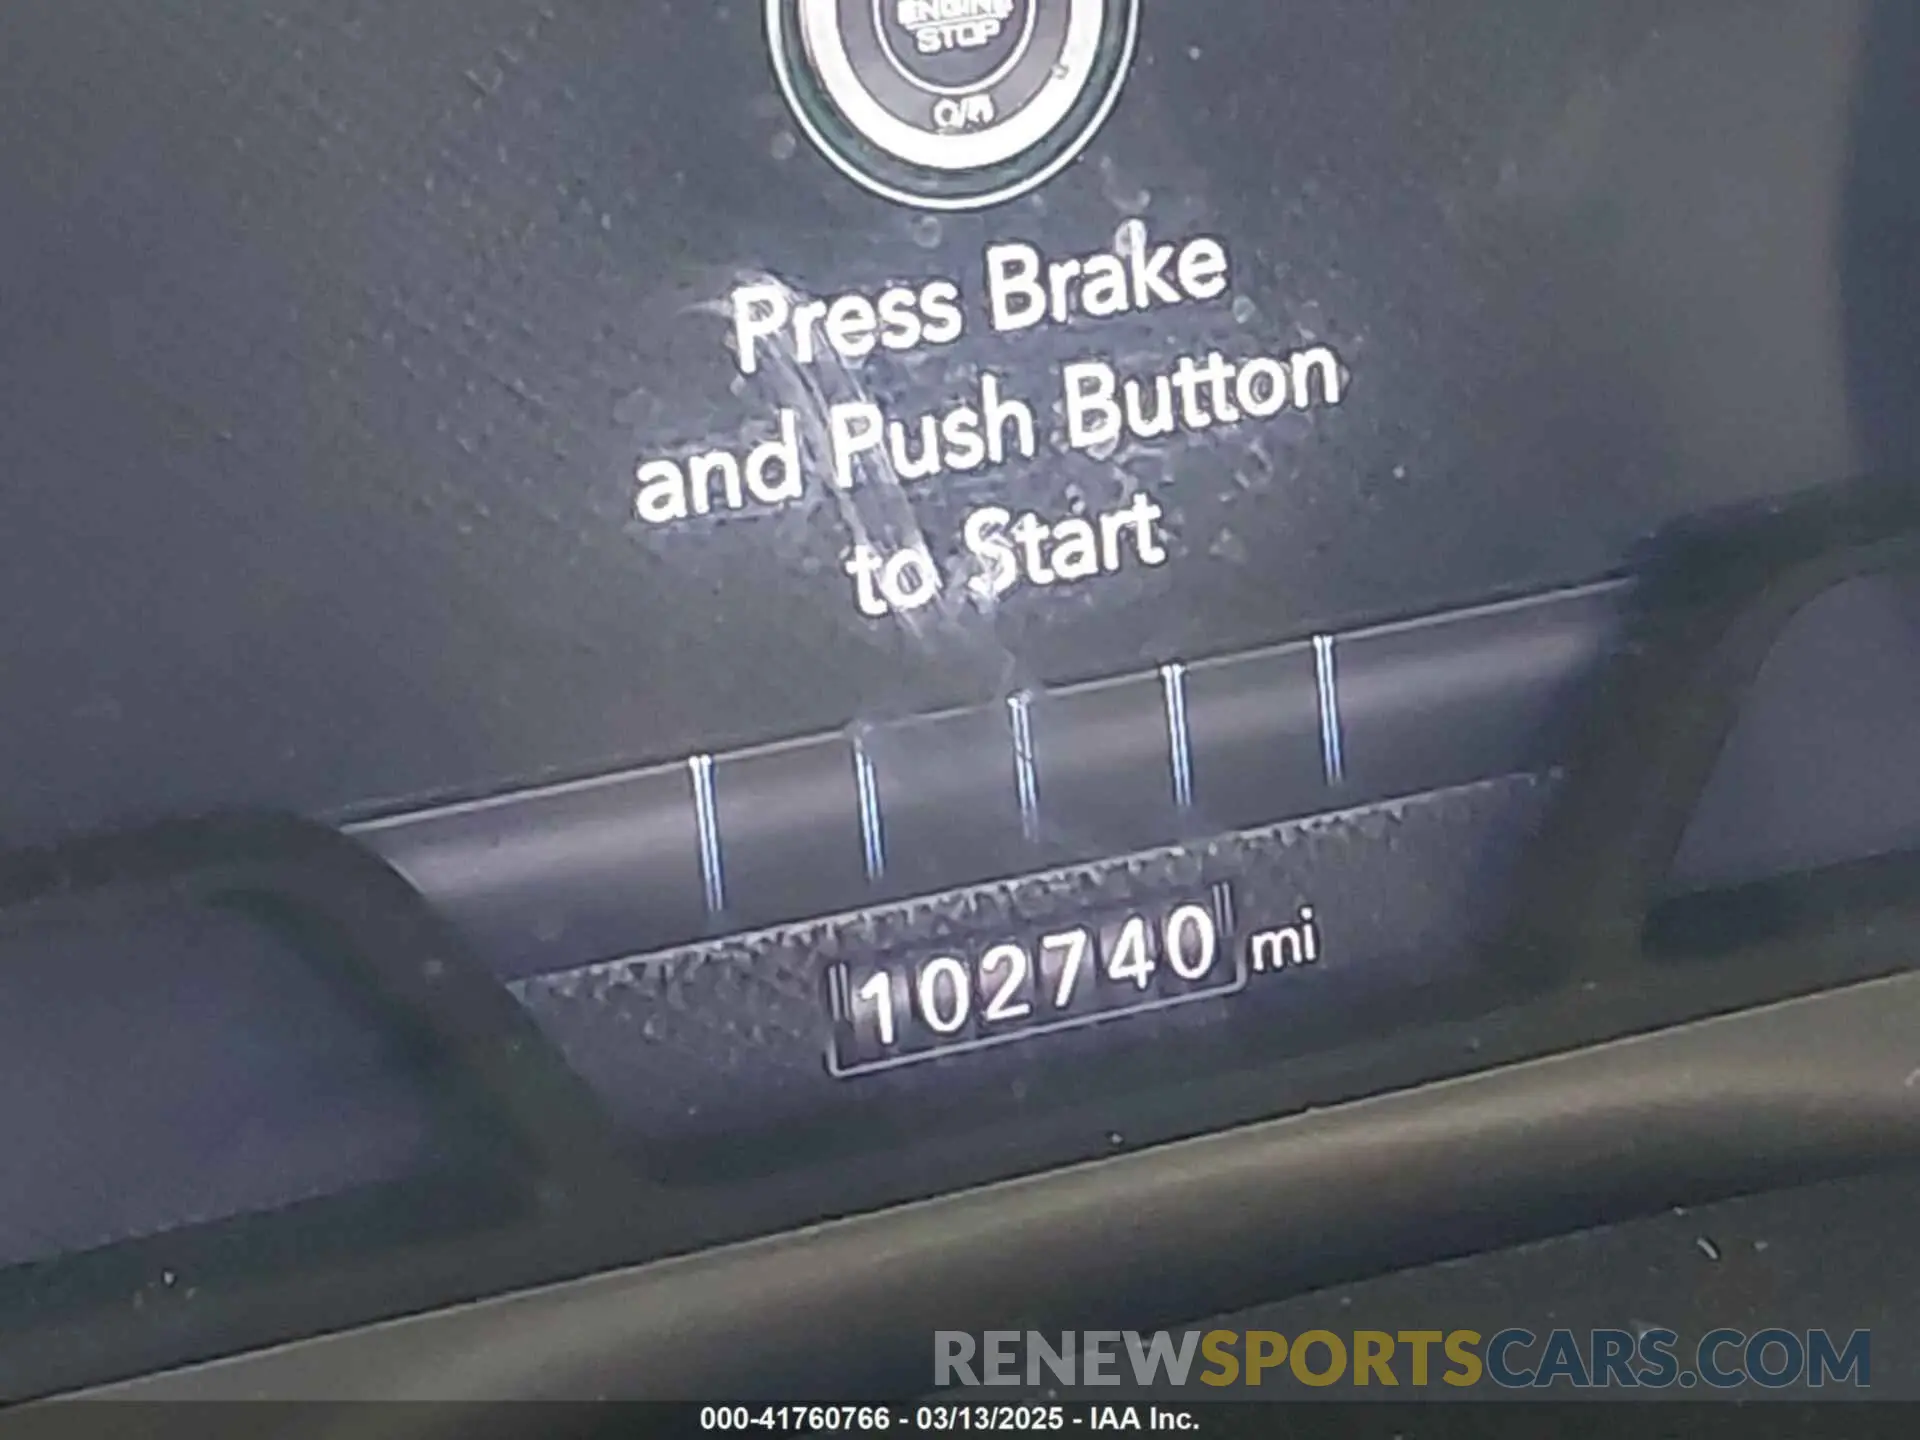 ENGINE
STOP
Press Brake
and Push Button
to Start
102740 mi
RENEWSPORTSCARS.COM
000-41760766 - 03/13/2025 - IAA Inc.